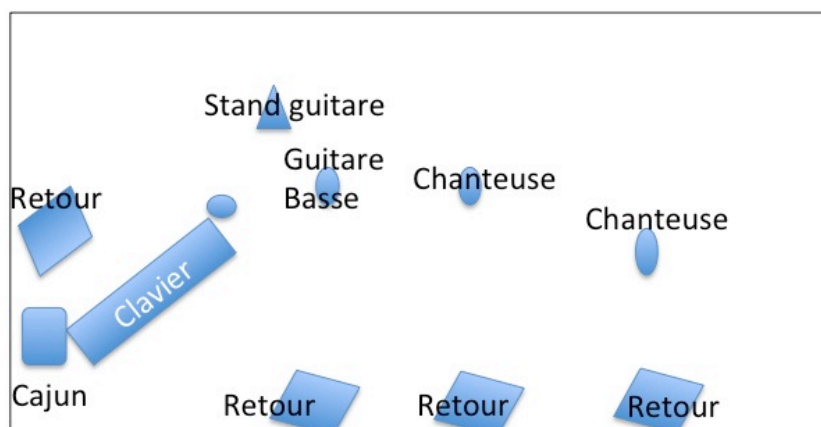 Stand guitare
Guitare
Basse
Chanteuse
Retour
Chanteuse
Clavier
Cajun
Retour
Retour
Retour